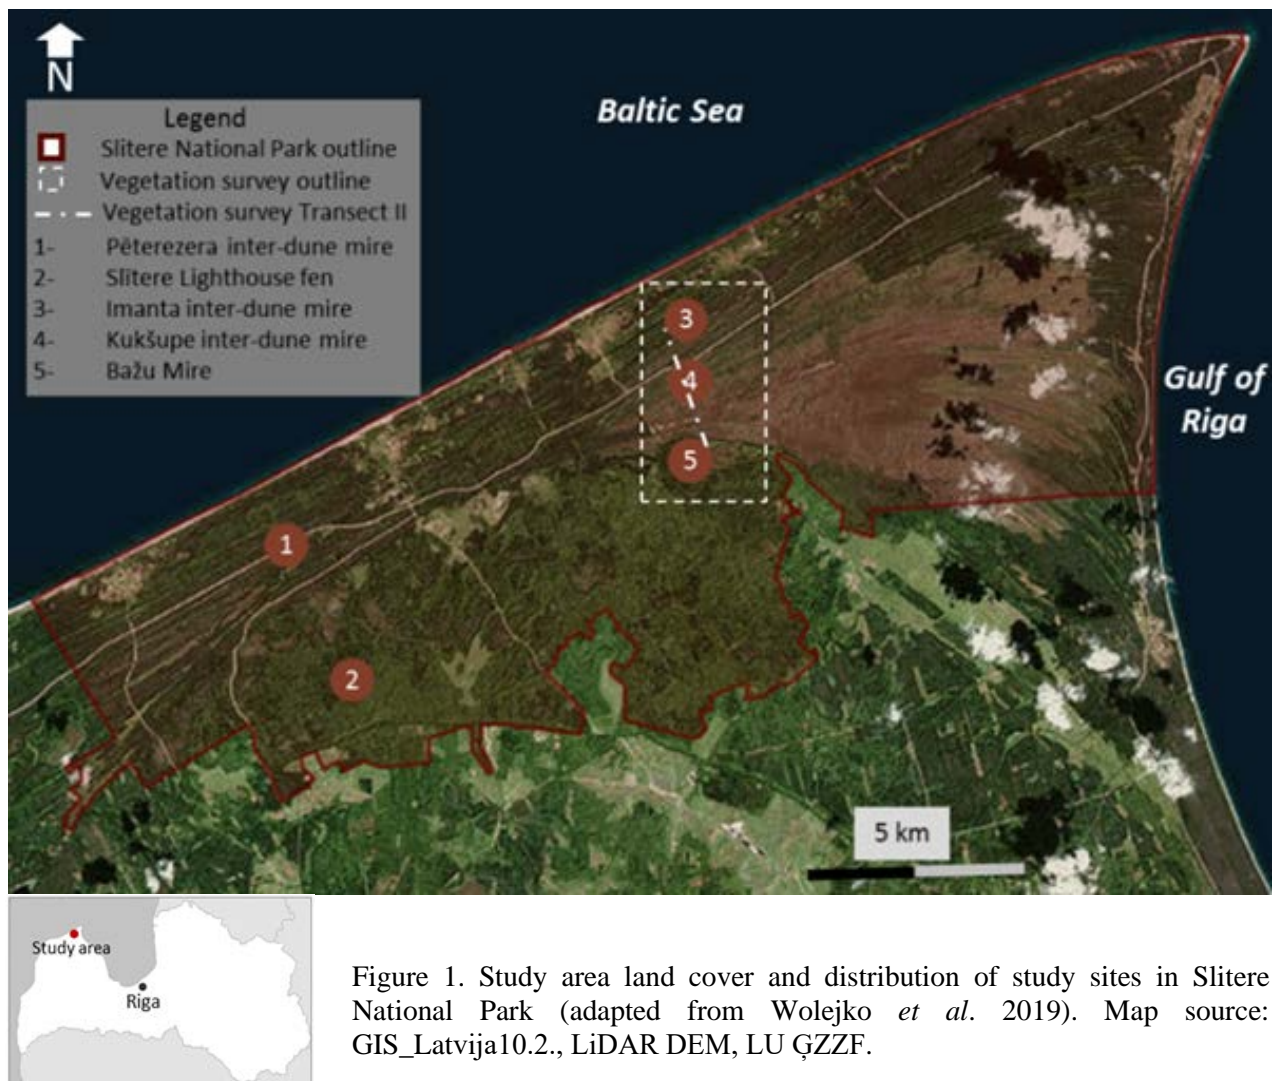 N
Baltic Sea
Legend
Slitere National Park outline
Vegetation survey outline
Vegetation survey Transect II
1- Pēterezera inter-dune mire
2- Slītere Lighthouse fen
3- Imanta inter-dune mire
4- Kukšupe inter-dune mire
5- Bažu Mire
3
4
5
Gulf of
Riga
1
2
5 km
Study area
Riga
Figure 1. Study area land cover and distribution of study sites in Slitere
National Park (adapted from Wolejko et al. 2019). Map source:
GIS_Latvija10.2., LiDAR DEM, LU ĢZZF.